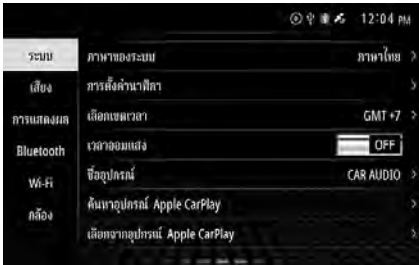 12:04 PM
ระบบ
เสียง
การแสดงผล
Bluetooth
Wi-Fi
กล้อง
ภาษาของระบบ ภาษาไทย
การตั้งค่านาฬิกา
เลือกเขตเวลา GMT +7
เวลาออมแสง OFF
ชื่ออุปกรณ์ CAR AUDIO
ค้นหาอุปกรณ์ Apple CarPlay
เลือกจากอุปกรณ์ Apple CarPlay